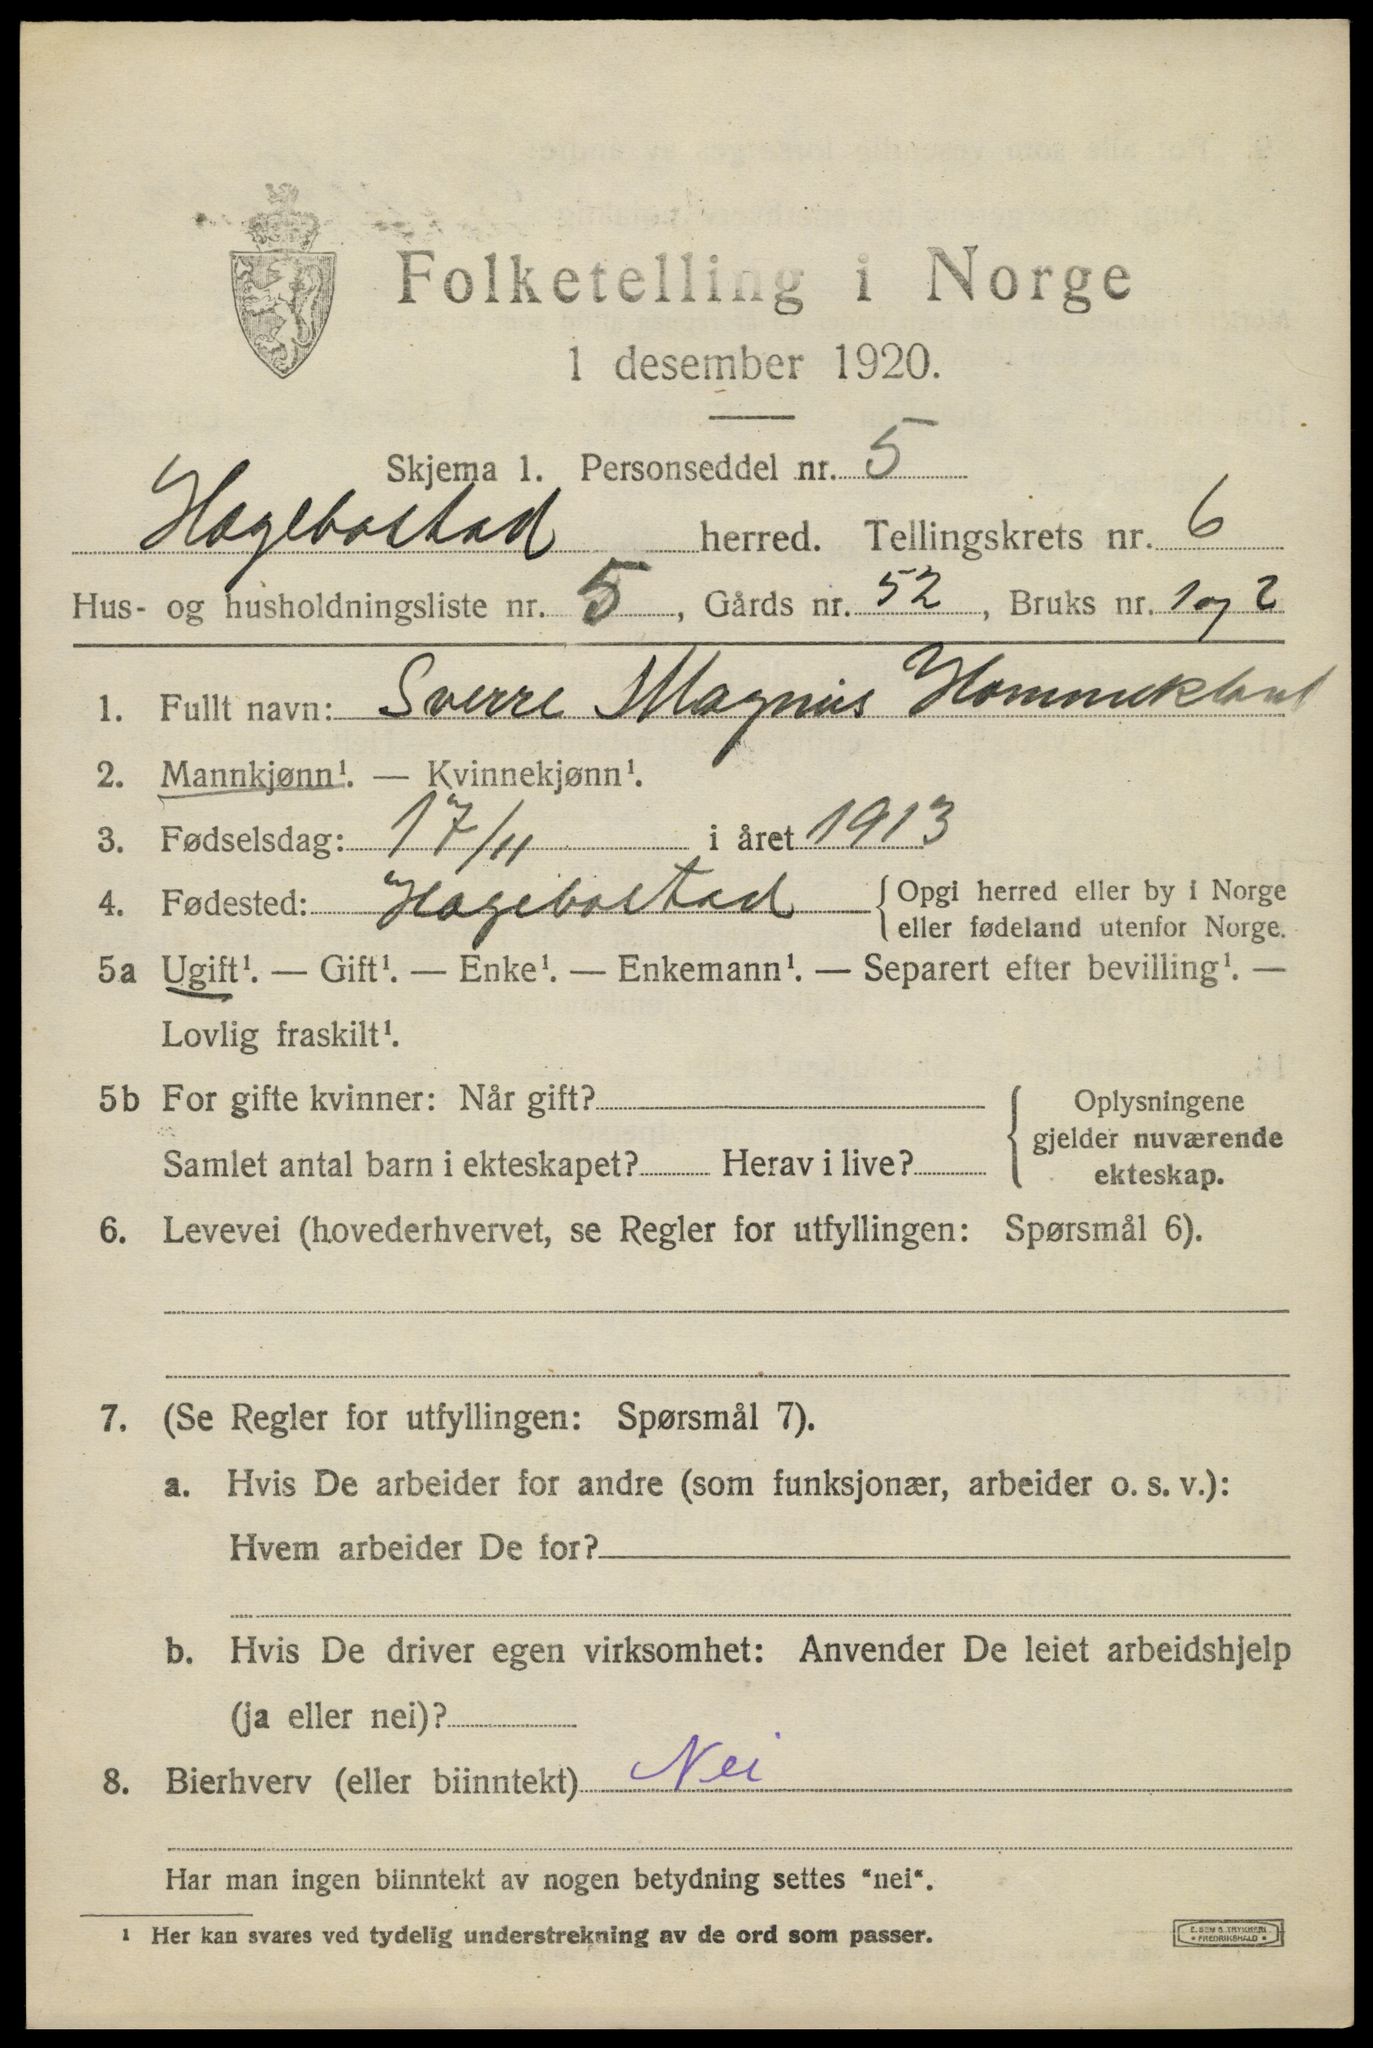 Folketelling i Norge
1 desember 1920.
Skjema 1. Personseddel nr. 5
Hægebostad herred. Tellingskrets nr. 6
Hus- og husholdningsliste nr. 5, Gårds nr. 52, Bruks nr. 1 og 2
1. Fullt navn: Sverre Magnus
2. Mannkjønn¹. — Kvinnekjønn¹.
3. Fødselsdag: 17/11 i året 1913
4. Fødested: Hægebostad {Opgi herred eller by i Norge
eller fødeland utenfor Norge.
5a Ugift¹. — Gift¹. — Enke¹. — Enkemann¹. — Separert efter bevilling¹. —
Lovlig fraskilt¹.
5b For gifte kvinner: Når gift?
Samlet antal barn i ekteskapet? Herav i live?
{ Oplysningene
gjelder nuværende
ekteskap.
6. Levevei (hovederhvervet, se Regler for utfyllingen: Spørsmål 6).
7. (Se Regler for utfyllingen: Spørsmål 7).
a. Hvis De arbeider for andre (som funksjonær, arbeider o. s. v.):
Hvem arbeider De for?
b. Hvis De driver egen virksomhet: Anvender De leiet arbeidshjelp
(ja eller nei)?
8. Bierhverv (eller biinntekt) Nei
Har man ingen biinntekt av nogen betydning settes "nei".
¹ Her kan svares ved tydelig understrekning av de ord som passer.
E. SEM S. TRYKKERI
• FREDRIKSHALD •